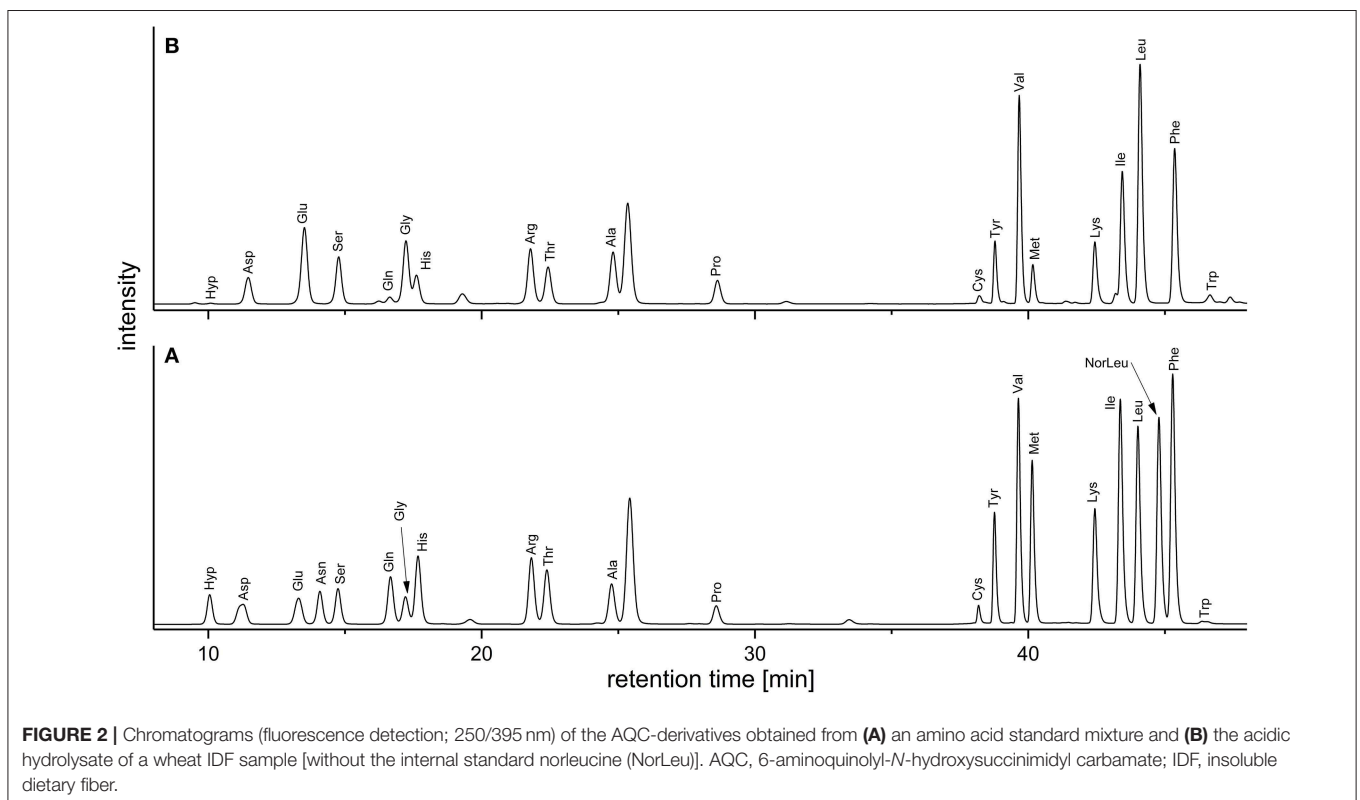 B
Hyp
Asp
Glu
Ser
Gln
Gly
His
Arg
Thr
Ala
Pro
Cys
Tyr
Val
Met
Lys
Ile
Leu
Phe
Trp
intensity
A
Hyp
Asp
Glu
Asn
Ser
Gln
Gly
His
Arg
Thr
Ala
Pro
Cys
Tyr
Val
Met
Lys
Ile
Leu
NorLeu
Phe
Trp
10 20 30 40
retention time [min]
FIGURE 2 | Chromatograms (fluorescence detection; 250/395 nm) of the AQC-derivatives obtained from (A) an amino acid standard mixture and (B) the acidic
hydrolysate of a wheat IDF sample [without the internal standard norleucine (NorLeu)]. AQC, 6-aminoquinolyl-N-hydroxysuccinimidyl carbamate; IDF, insoluble
dietary fiber.